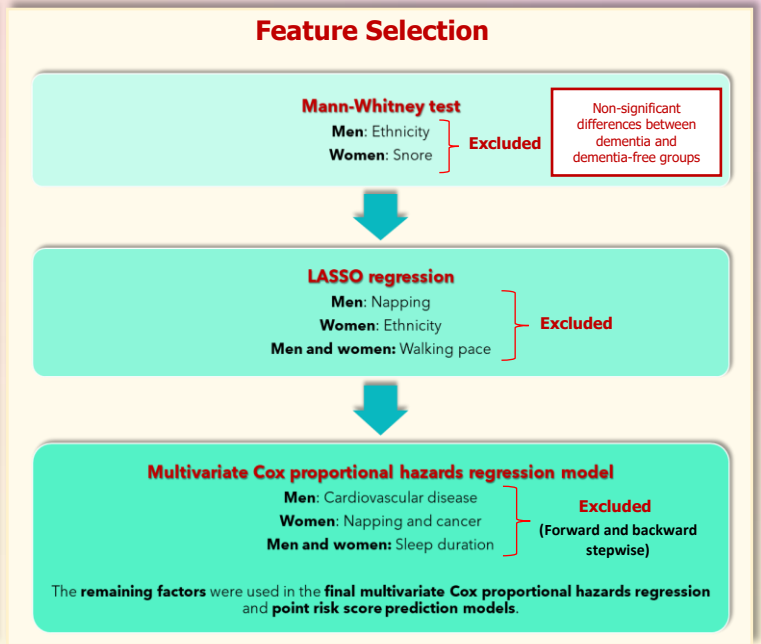 Feature Selection
Mann-Whitney test
Men: Ethnicity
Women: Snore
Excluded
Non-significant
differences between
dementia and
dementia-free groups
LASSO regression
Men: Napping
Women: Ethnicity
Men and women: Walking pace
Excluded
Multivariate Cox proportional hazards regression model
Men: Cardiovascular disease
Women: Napping and cancer
Men and women: Sleep duration
Excluded
(Forward and backward
stepwise)
The remaining factors were used in the final multivariate Cox proportional hazards regression
and point risk score prediction models.